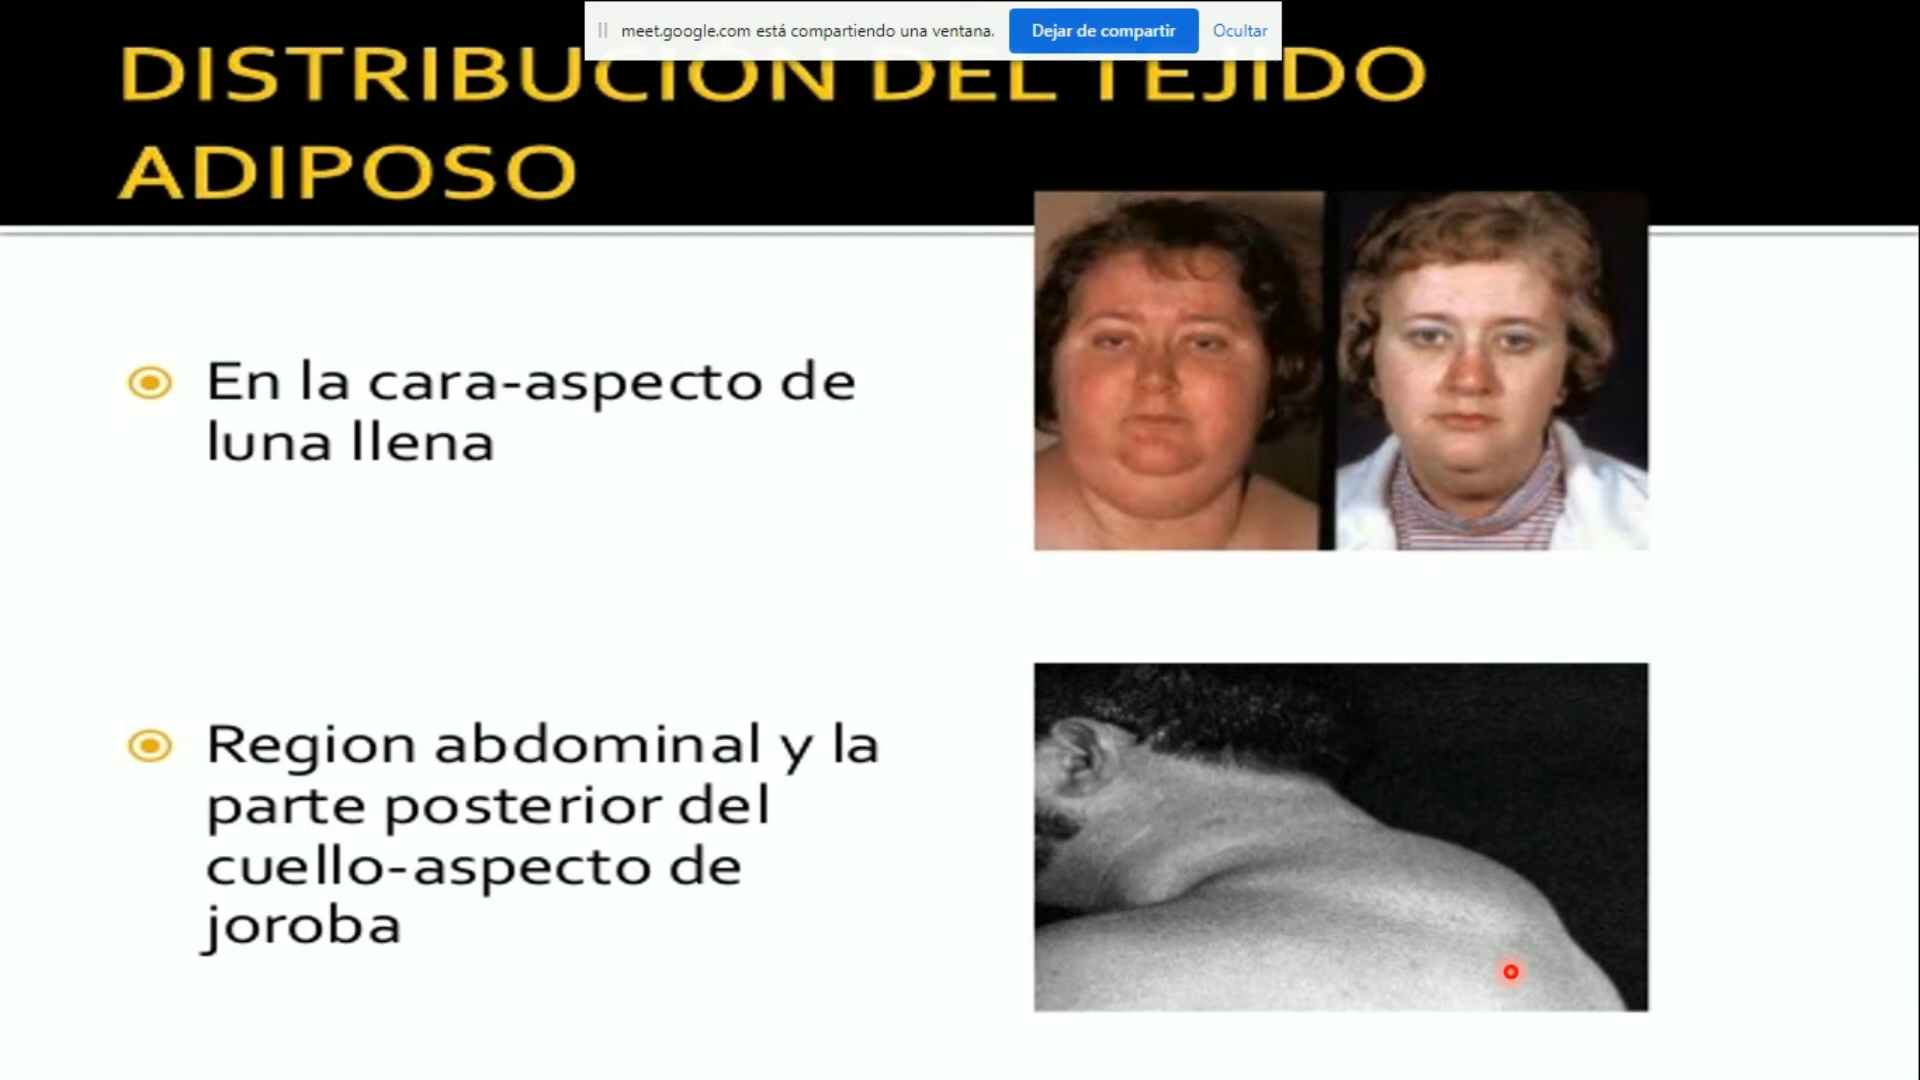 meet.google.com está compartiendo una ventana.
Dejar de compartir
Ocultar
DISTRIBUCION DEL TEJIDO
ADIPOSO
En la cara-aspecto de
luna llena
Region abdominal y la
parte posterior del
cuello-aspecto de
joroba